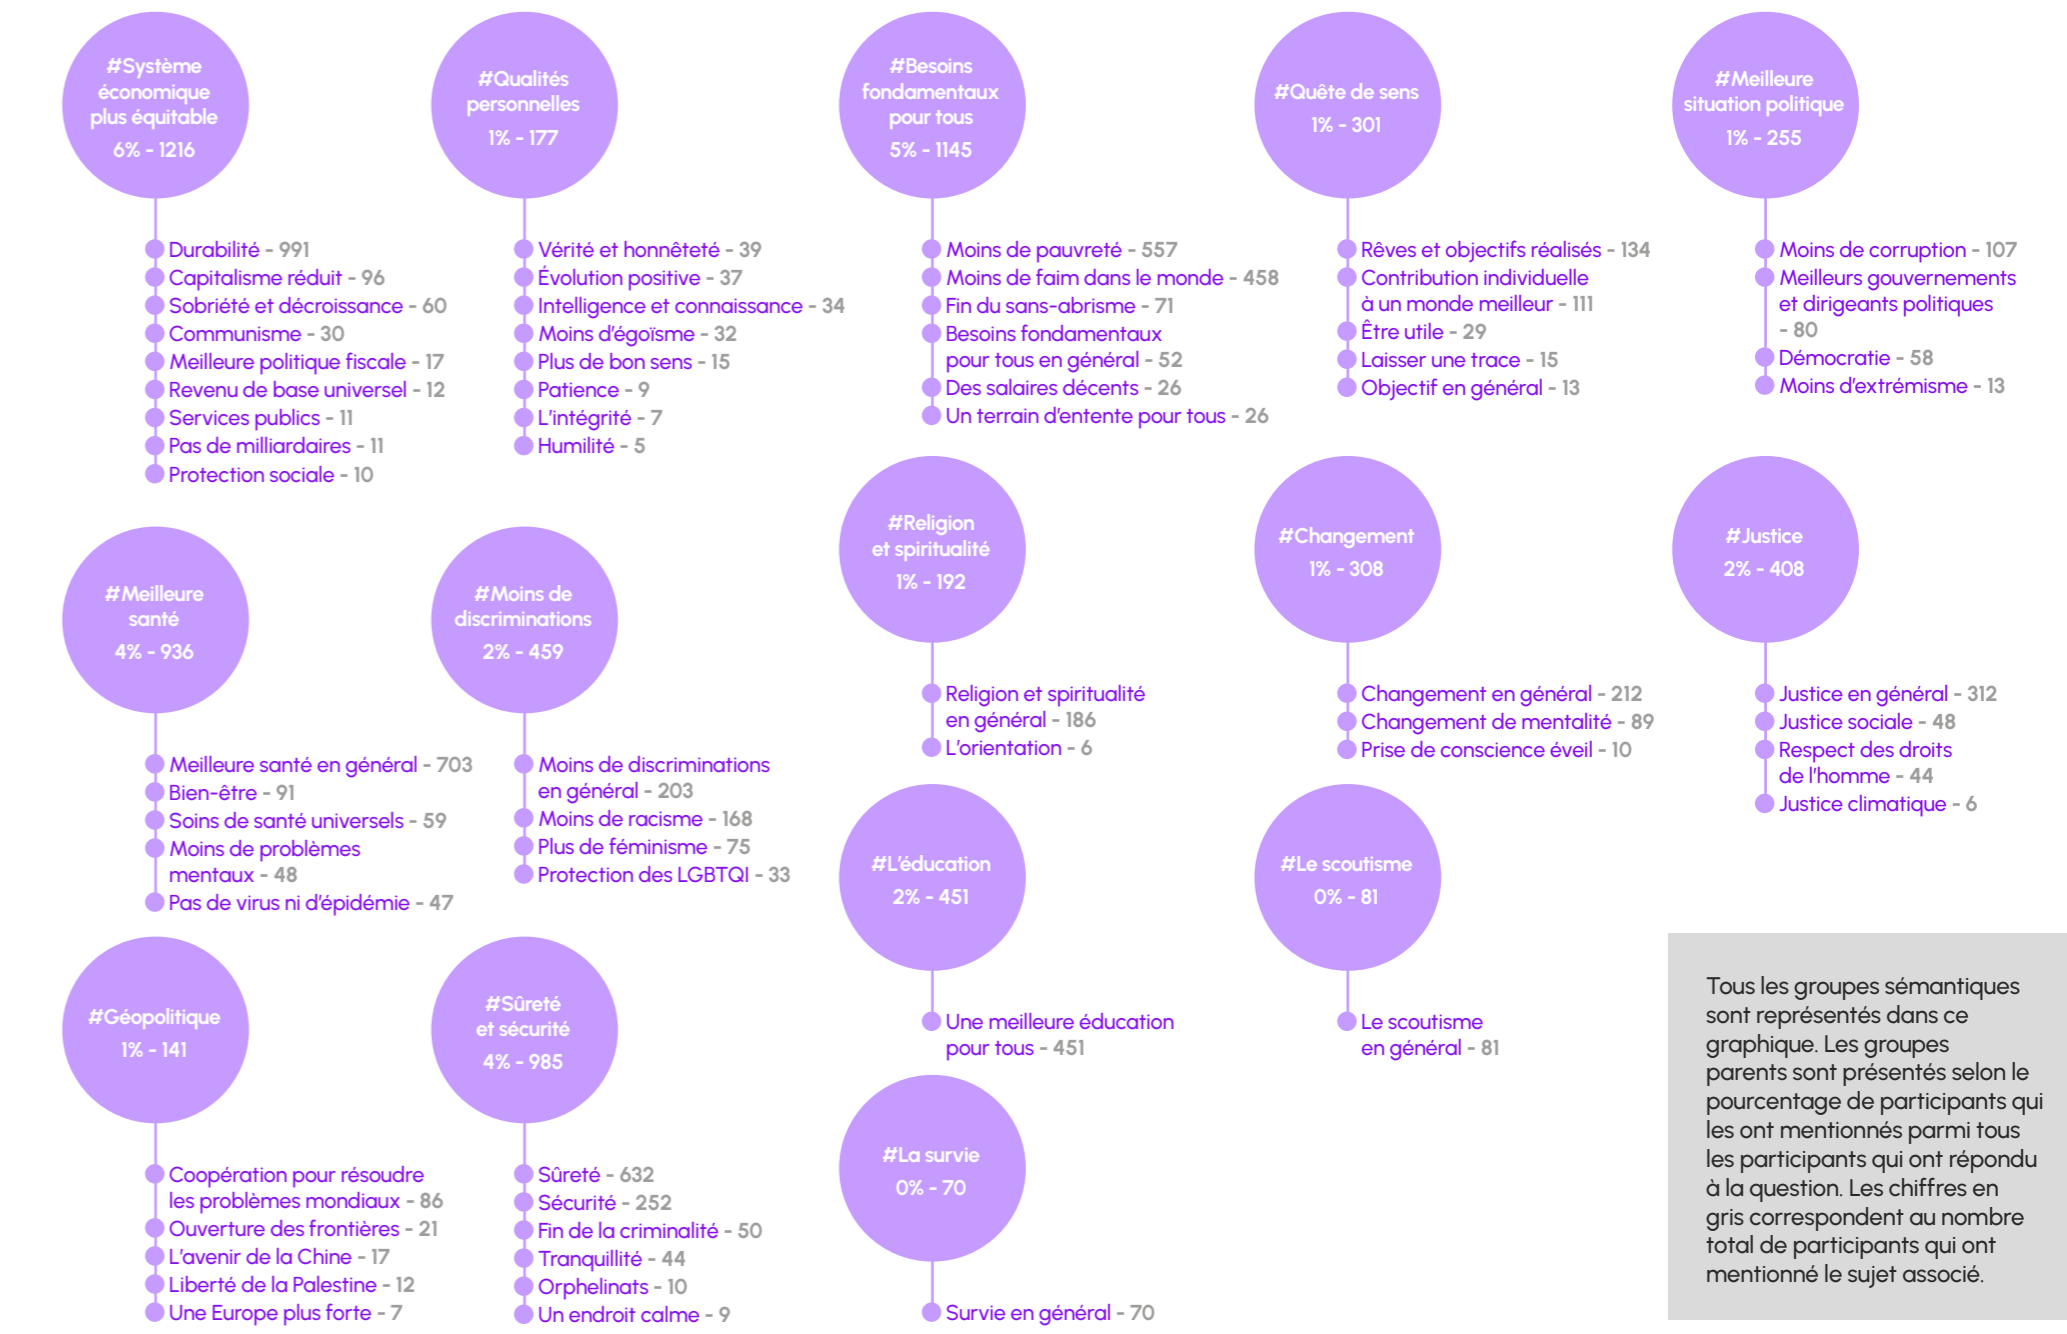 #Système
économique
plus équitable
6% - 1216
Durabilité - 991
Capitalisme réduit - 96
Sobriété et décroissance - 60
Communisme - 30
Meilleure politique fiscale - 17
Revenu de base universel - 12
Services publics - 11
Pas de milliardaires - 11
Protection sociale - 10
#Qualités
personnelles
1% - 177
Vérité et honnêteté - 39
Évolution positive - 37
Intelligence et connaissance - 34
Moins d'égoïsme - 32
Plus de bon sens - 15
Patience - 9
L'intégrité - 7
Humilité - 5
#Besoins
fondamentaux
pour tous
5% - 1145
Moins de pauvreté - 557
Moins de faim dans le monde - 458
Fin du sans-abrisme - 71
Besoins fondamentaux
pour tous en général - 52
Des salaires décents - 26
Un terrain d'entente pour tous - 26
#Quête de sens
1% - 301
Rêves et objectifs réalisés - 134
Contribution individuelle
à un monde meilleur - 111
Être utile - 29
Laisser une trace - 15
Objectif en général - 13
#Meilleure
situation politique
1% - 255
Moins de corruption - 107
Meilleurs gouvernements
et dirigeants politiques
- 80
Démocratie - 58
Moins d'extrémisme - 13
#Meilleure
santé
4% - 936
Meilleure santé en général - 703
Bien-être - 91
Soins de santé universels - 59
Moins de problèmes
mentaux - 48
Pas de virus ni d'épidémie - 47
#Moins de
discriminations
2% - 459
Moins de discriminations
en général - 203
Moins de racisme - 168
Plus de féminisme - 75
Protection des LGBTQI - 33
#Religion
et spiritualité
1% - 192
Religion et spiritualité
en général - 186
L'orientation - 6
#Changement
1% - 308
Changement en général - 212
Changement de mentalité - 89
Prise de conscience éveil - 10
#Justice
2% - 408
Justice en général - 312
Justice sociale - 48
Respect des droits
de l'homme - 44
Justice climatique - 6
#L'éducation
2% - 451
Une meilleure éducation
pour tous - 451
#Le scoutisme
0% - 81
Le scoutisme
en général - 81
#Géopolitique
1% - 141
Coopération pour résoudre
les problèmes mondiaux - 86
Ouverture des frontières - 21
L'avenir de la Chine - 17
Liberté de la Palestine - 12
Une Europe plus forte - 7
#Sûreté
et sécurité
4% - 985
Sûreté - 632
Sécurité - 252
Fin de la criminalité - 50
Tranquillité - 44
Orphelinats - 10
Un endroit calme - 9
#La survie
0% - 70
Survie en général - 70
Tous les groupes sémantiques
sont représentés dans ce
graphique. Les groupes
parents sont présentés selon le
pourcentage de participants qui
les ont mentionnés parmi tous
les participants qui ont répondu
à la question. Les chiffres en
gris correspondent au nombre
total de participants qui ont
mentionné le sujet associé.